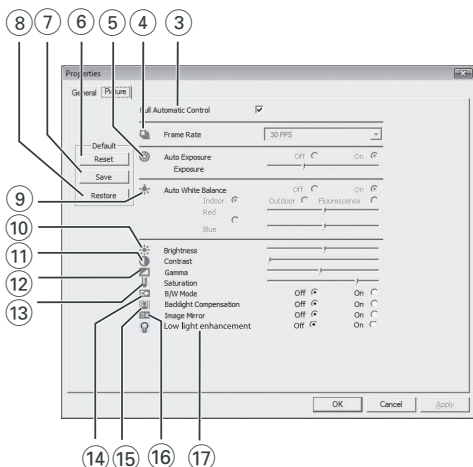 8 7 6 5 4 3
Properties
General Picture
Full Automatic Control
Frame Rate 30 FPS
Default
Reset
Save
Restore
Auto Exposure Off On
Exposure
9
Auto White Balance Off On
Indoor Outdoor Fluorescense
Red
Blue
10
Brightness
11
Contrast
12
Gamma
13
Saturation
B/W Mode Off On
Backlight Compensation Off On
Image Mirror Off On
Low light enhancement Off On
OK Cancel Apply
14 15 16 17